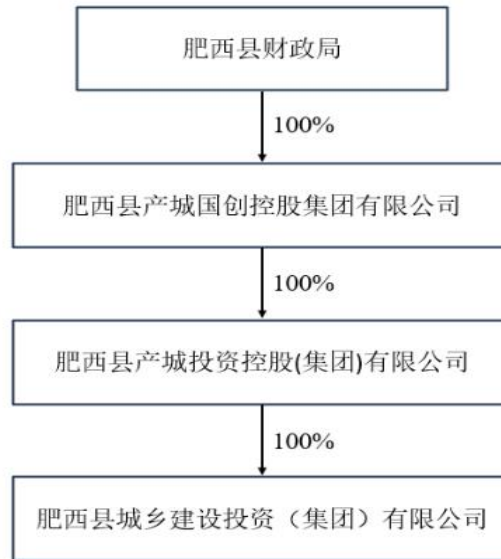 肥西县财政局
100%
肥西县产城国创控股集团有限公司
100%
肥西县产城投资控股(集团)有限公司
100%
肥西县城乡建设投资（集团）有限公司